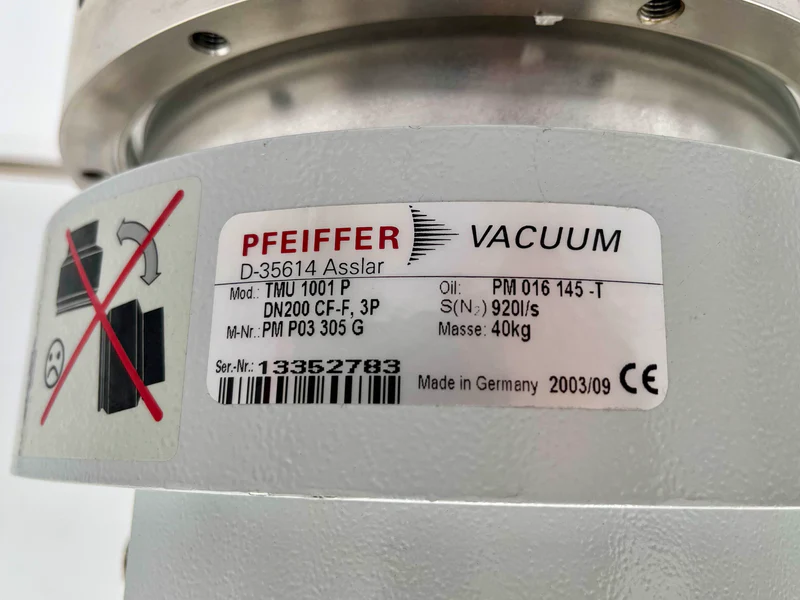 PFEIFFER VACUUM
D-35614 Asslar
Mod.: TMU 1001 P
DN200 CF-F, 3P
M-Nr.: PM P03 305 G
Oil: PM 016 145 -T
S(N₂) 920l/s
Masse: 40kg
Ser.-Nr.: 13352783
Made in Germany 2003/09 CE